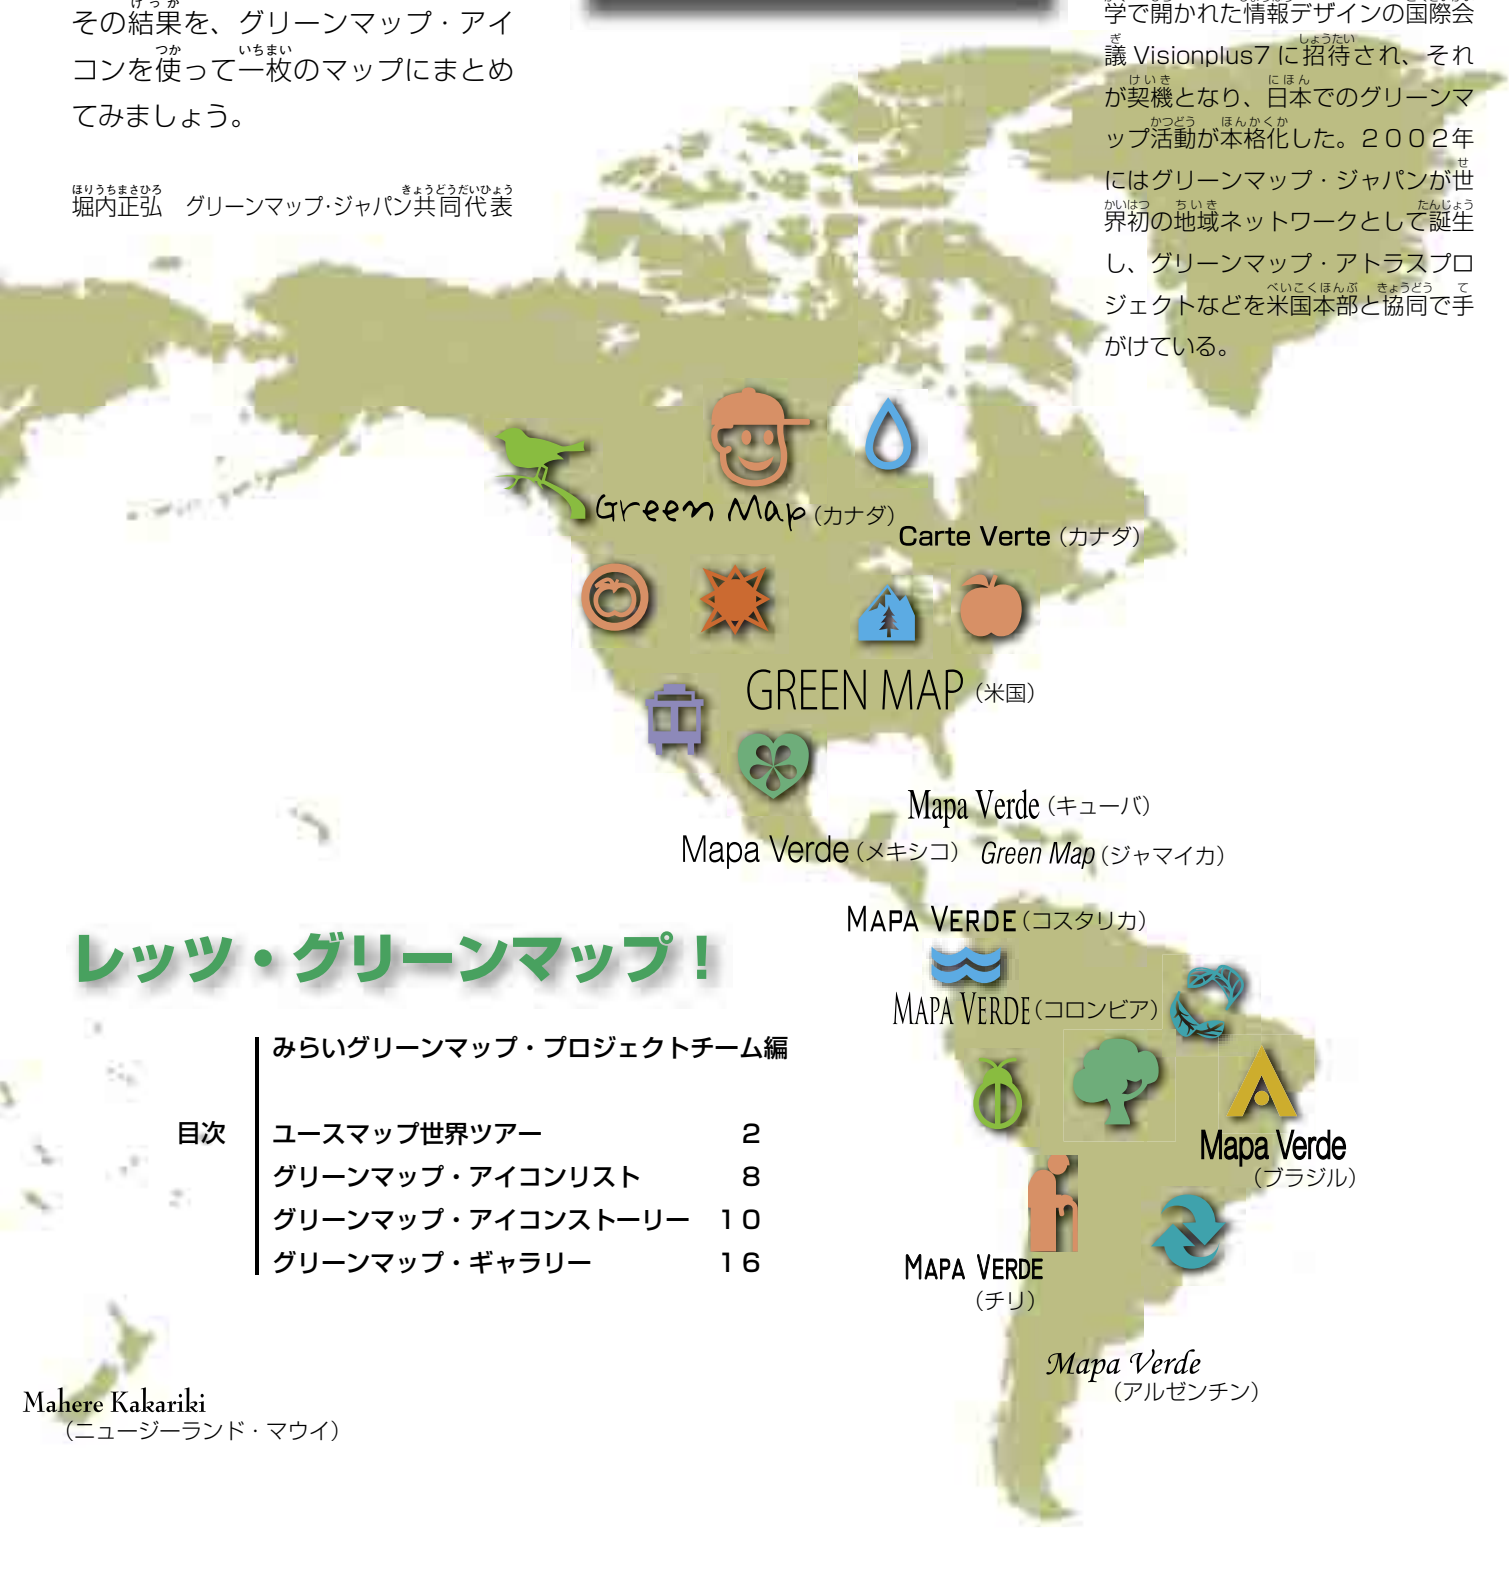 その結果を、グリーンマップ・アイ
コンを使って一枚のマップにまとめ
てみましょう。
堀内正弘 グリーンマップ・ジャパン共同代表
学で開かれた情報デザインの国際会
議 Visionplus7 に招待され、それ
が契機となり、日本でのグリーンマ
ップ活動が本格化した。２００２年
にはグリーンマップ・ジャパンが世
界初の地域ネットワークとして誕生
し、グリーンマップ・アトラスプロ
ジェクトなどを米国本部と協同で手
がけている。
Green Map（カナダ）
Carte Verte（カナダ）
GREEN MAP（米国）
Mapa Verde（キューバ）
Mapa Verde（メキシコ）
Green Map（ジャマイカ）
MAPA VERDE（コスタリカ）
MAPA VERDE（コロンビア）
Mapa Verde
（ブラジル）
MAPA VERDE
（チリ）
Mapa Verde
（アルゼンチン）
レッツ・グリーンマップ！
みらいグリーンマップ・プロジェクトチーム編
目次
ユースマップ世界ツアー 2
グリーンマップ・アイコンリスト 8
グリーンマップ・アイコンストーリー 10
グリーンマップ・ギャラリー 16
Mahere Kakariki
（ニュージーランド・マウイ）